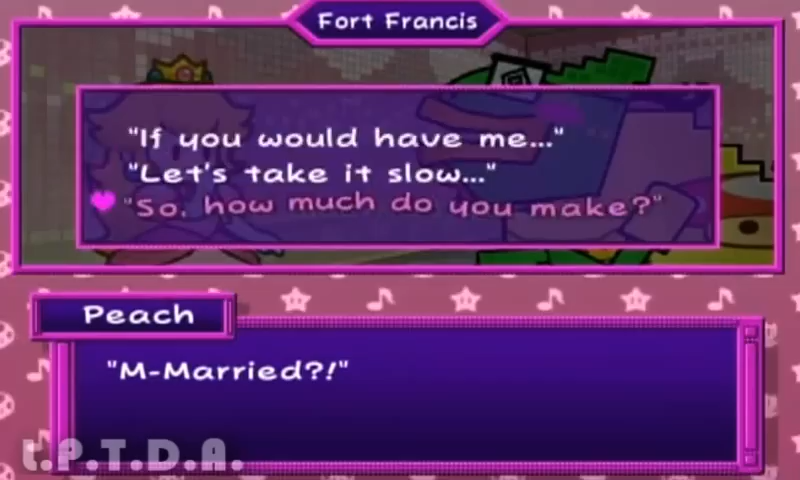 Fort Francis
"If you would have me..."
"Let's take it slow..."
"So, how much do you make?"
Peach
"M-Married?!"
L.P.T.D.A.